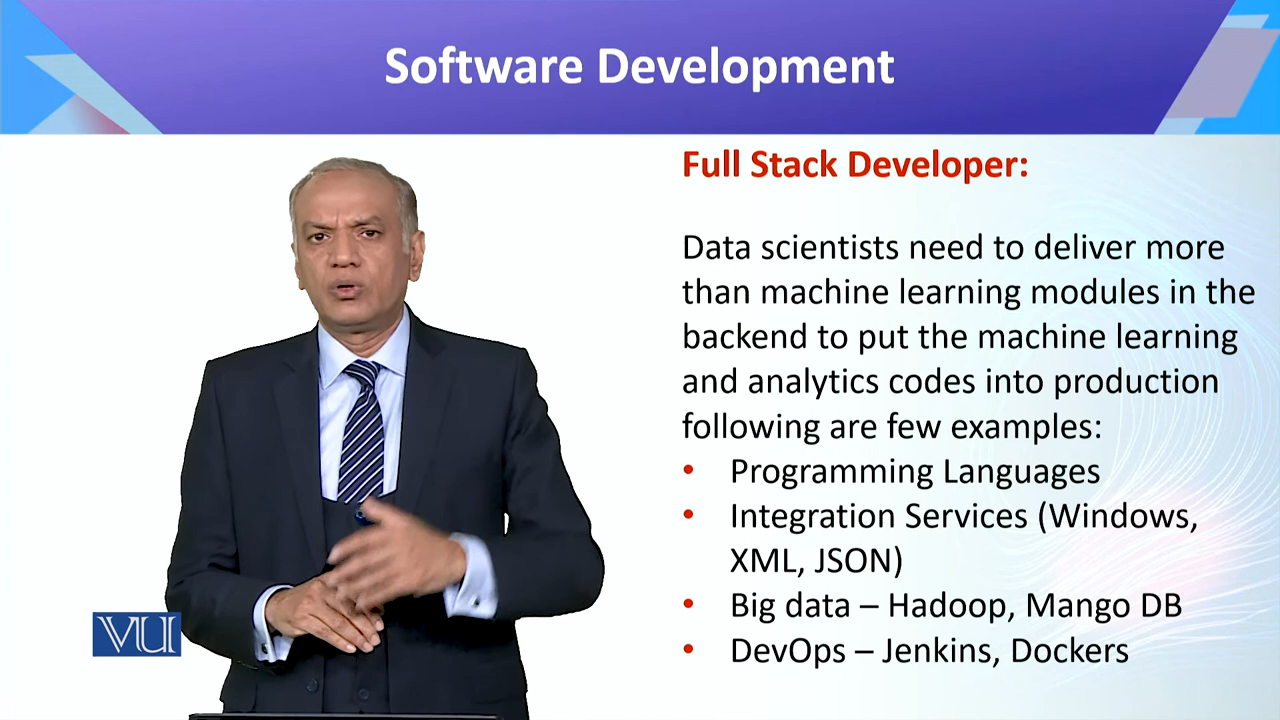 Software Development
Full Stack Developer:
Data scientists need to deliver more
than machine learning modules in the
backend to put the machine learning
and analytics codes into production
following are few examples:
• Programming Languages
• Integration Services (Windows,
XML, JSON)
• Big data – Hadoop, Mango DB
• DevOps – Jenkins, Dockers
VU